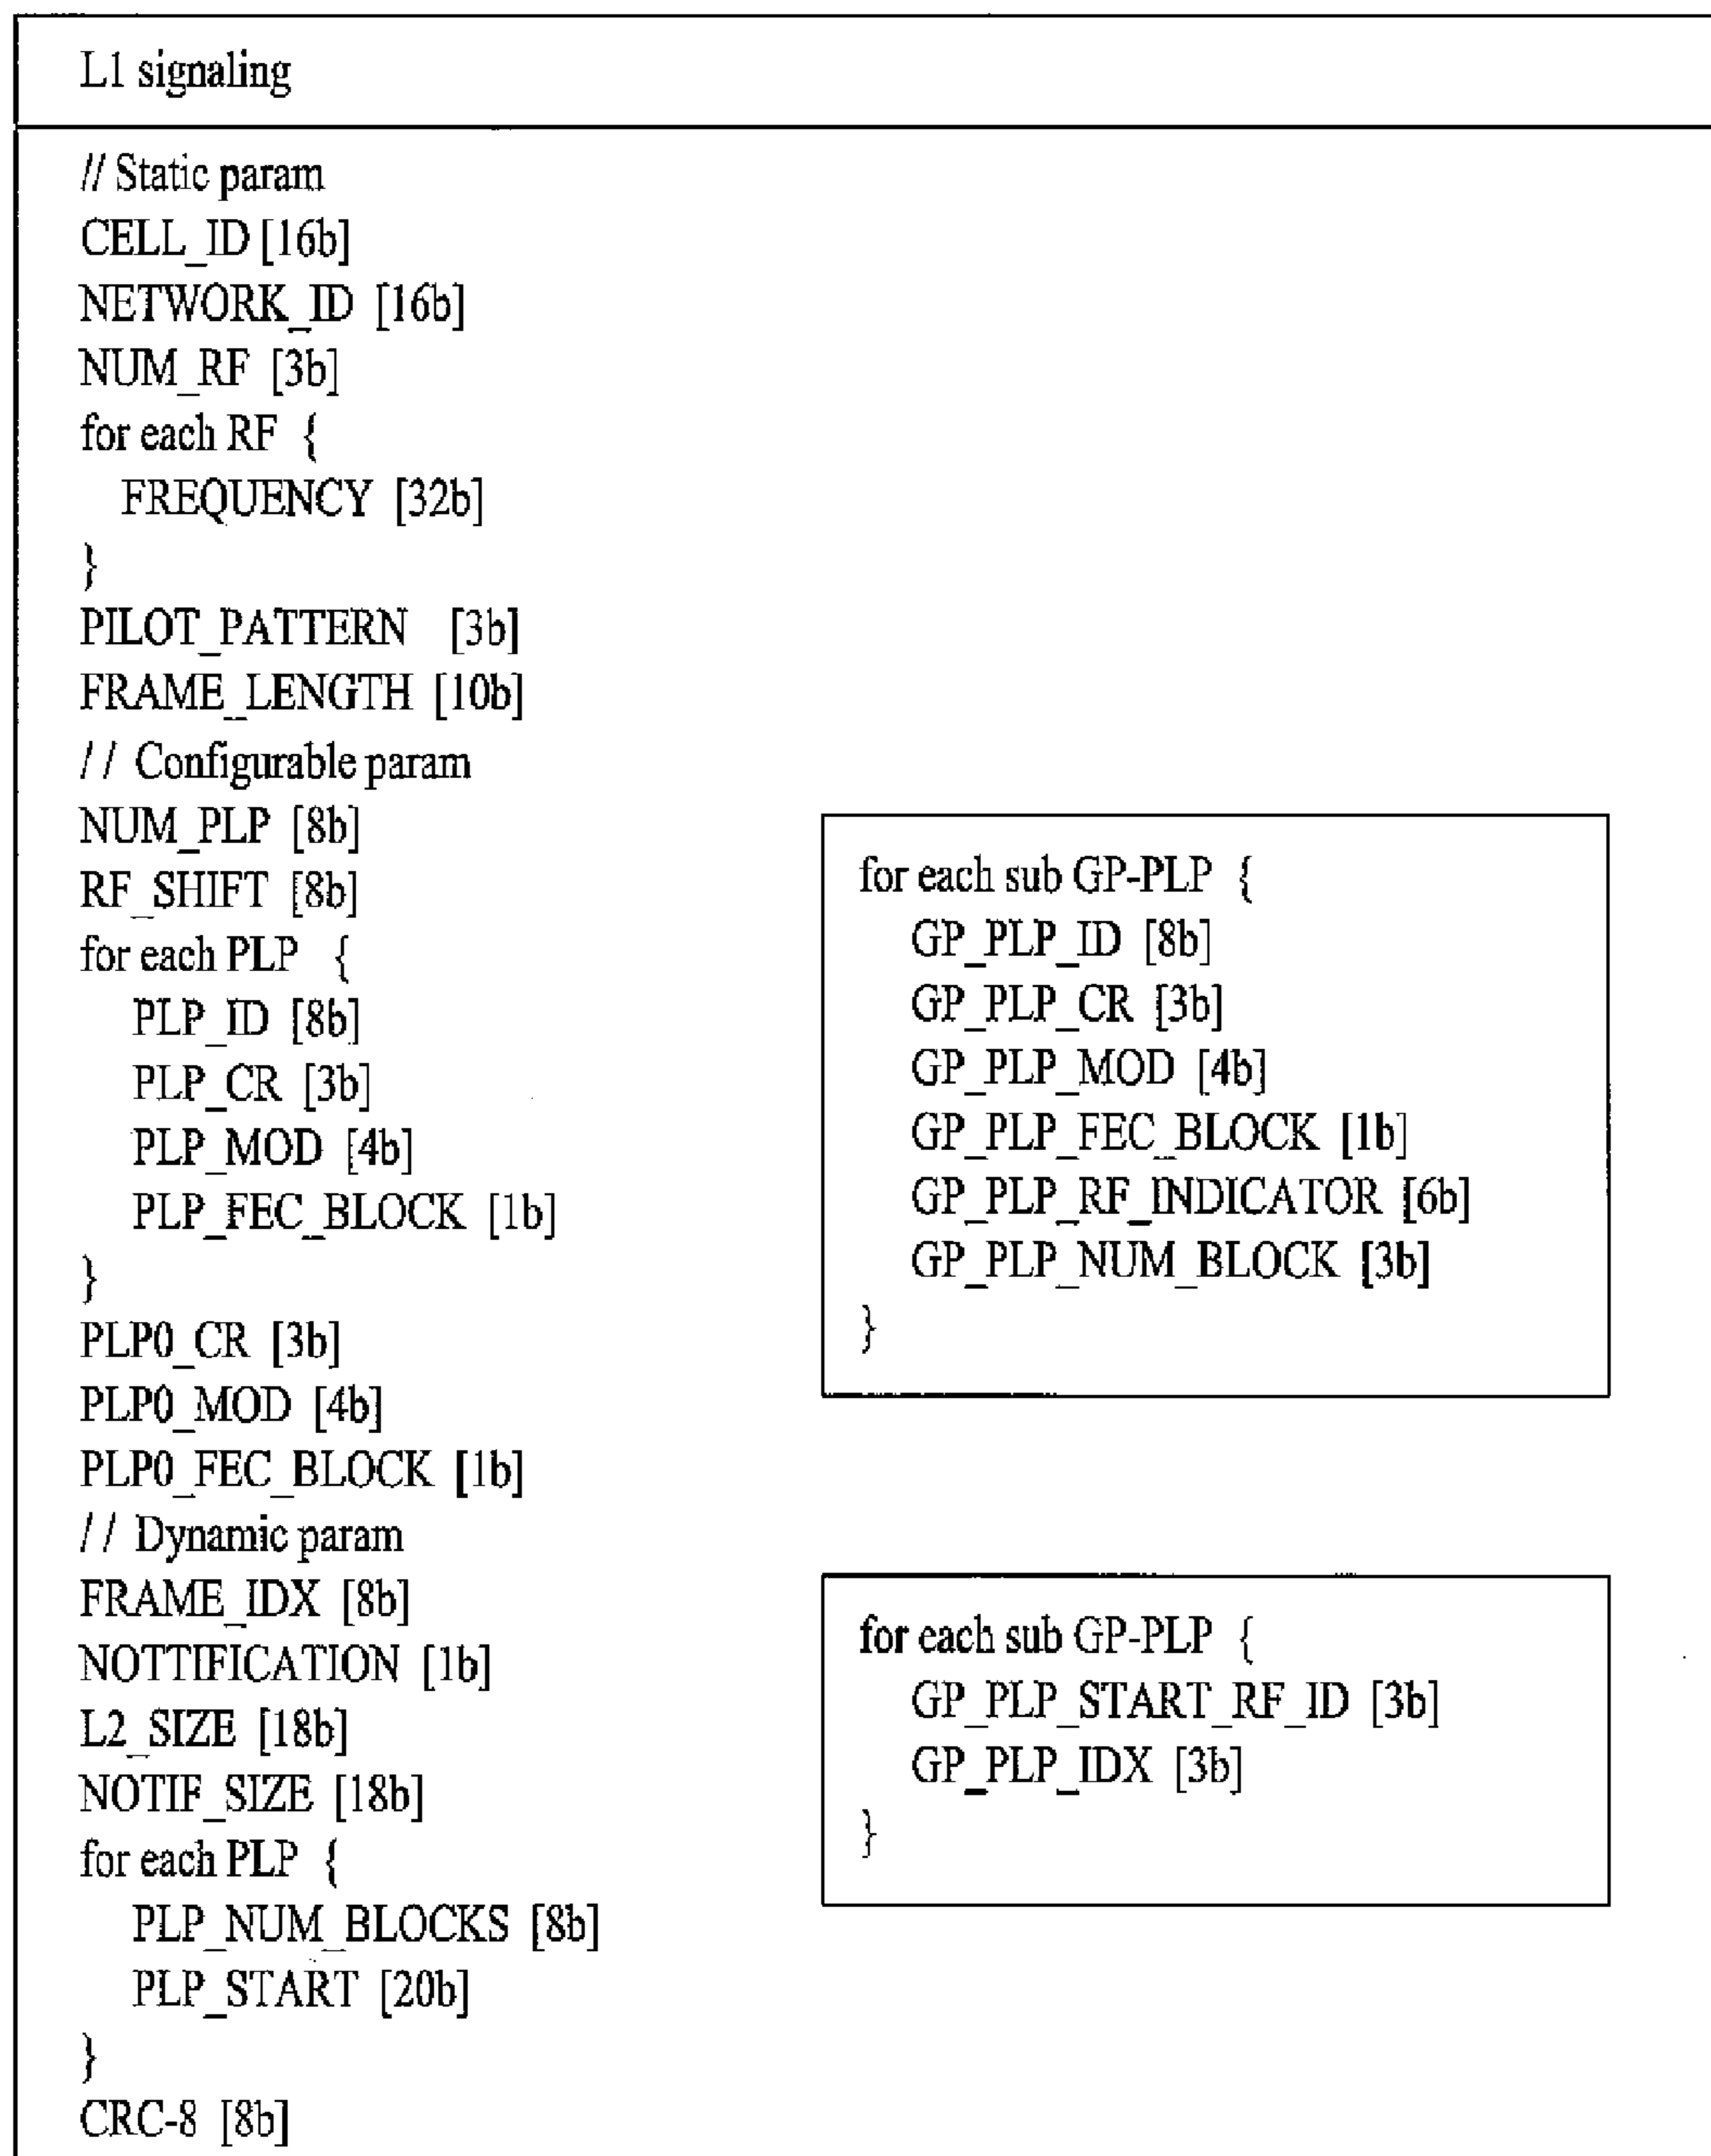 L1 signaling
// Static param
CELL_ID [16b]
NETWORK_ID [16b]
NUM_RF [3b]
for each RF {
FREQUENCY [32b]
}
PILOT_PATTERN [3b]
FRAME_LENGTH [10b]
// Configurable param
NUM_PLP [8b]
RF_SHIFT [8b]
for each PLP {
PLP_ID [8b]
PLP_CR [3b]
PLP_MOD [4b]
PLP_FEC_BLOCK [1b]
}
PLP0_CR [3b]
PLP0_MOD [4b]
PLP0_FEC_BLOCK [1b]
// Dynamic param
FRAME_IDX [8b]
NOTTIFICATION [1b]
L2_SIZE [18b]
NOTIF_SIZE [18b]
for each PLP {
PLP_NUM_BLOCKS [8b]
PLP_START [20b]
}
CRC-8 [8b]
for each sub GP-PLP {
GP_PLP_ID [8b]
GP_PLP_CR [3b]
GP_PLP_MOD [4b]
GP_PLP_FEC_BLOCK [1b]
GP_PLP_RF_INDICATOR [6b]
GP_PLP_NUM_BLOCK [3b]
}
for each sub GP-PLP {
GP_PLP_START_RF_ID [3b]
GP_PLP_IDX [3b]
}